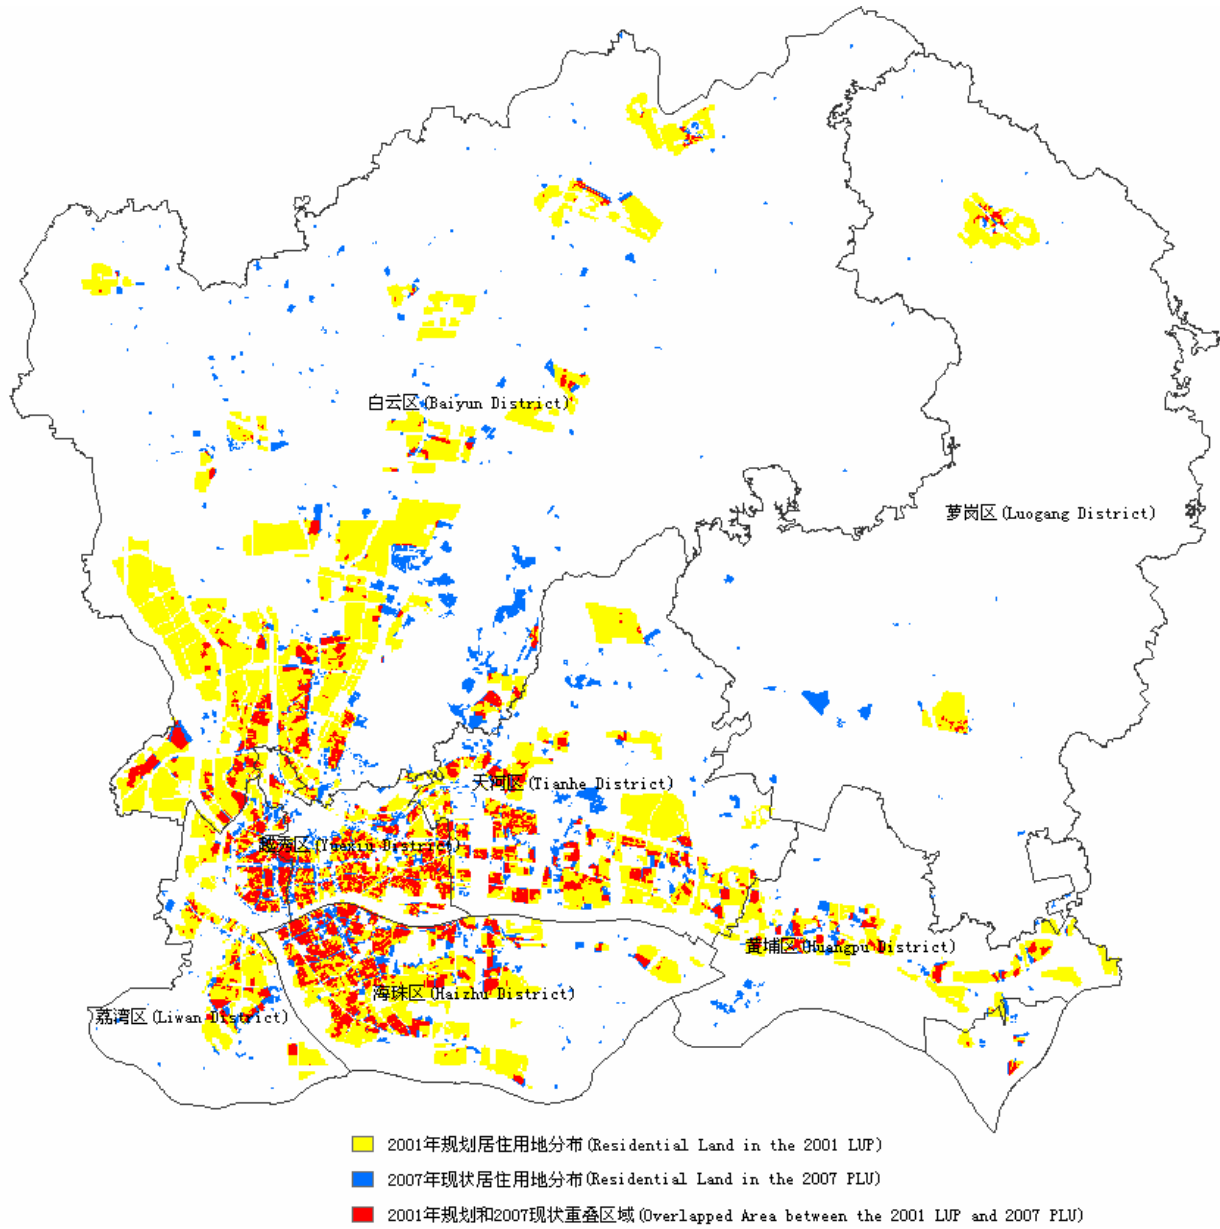 白云区(Baiyun District)
萝岗区(Luogang District)
天河区(Tianhe District)
越秀区(Yuexiu District)
黄埔区(Huangpu District)
海珠区(Haizhu District)
荔湾区(Liwan District)
2001年规划居住用地分布(Residential Land in the 2001 LUP)
2007年现状居住用地分布(Residential Land in the 2007 PLU)
2001年规划和2007现状重叠区域(Overlapped Area between the 2001 LUP and 2007 PLU)